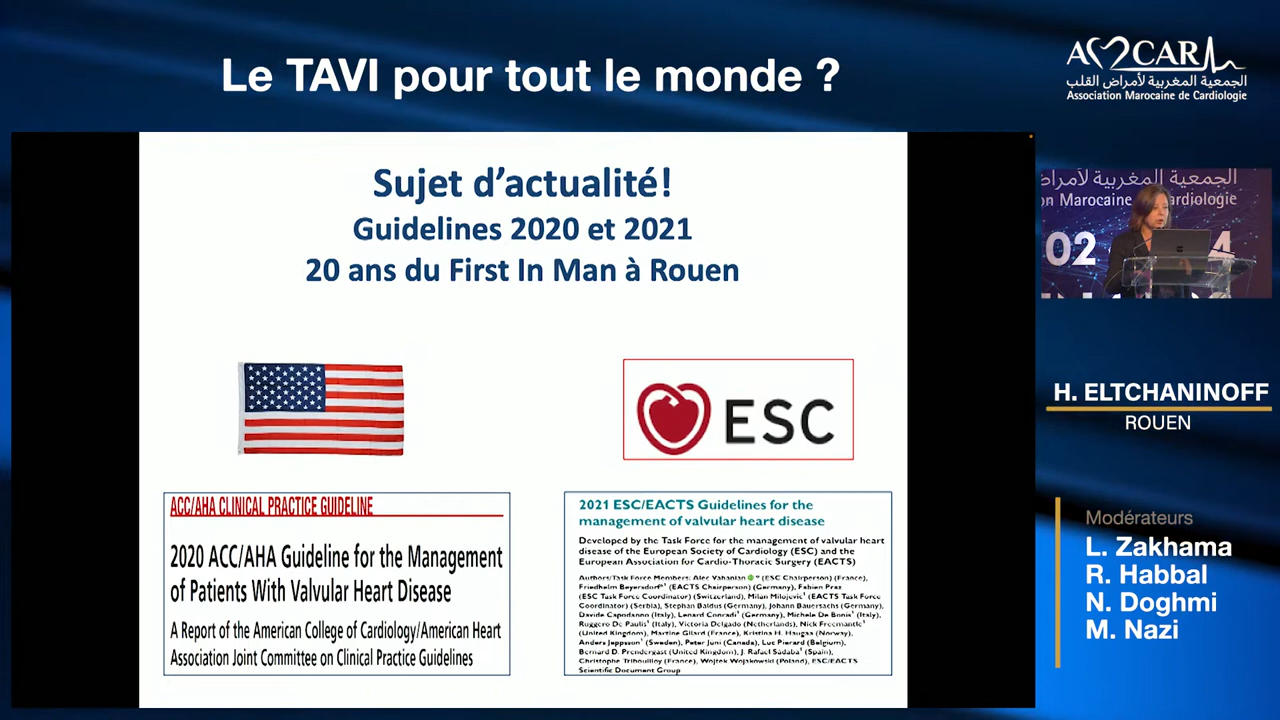 Le TAVI pour tout le monde ?
AMCAR
الجمعية المغربية لأمراض القلب
Association Marocaine de Cardiologie
Sujet d'actualité!
Guidelines 2020 et 2021
20 ans du First In Man à Rouen
ESC
ACC/AHA CLINICAL PRACTICE GUIDELINE
2020 ACC/AHA Guideline for the Management
of Patients With Valvular Heart Disease
A Report of the American College of Cardiology/American Heart
Association Joint Committee on Clinical Practice Guidelines
2021 ESC/EACTS Guidelines for the
management of valvular heart disease
Developed by the Task Force for the management of valvular heart
disease of the European Society of Cardiology (ESC) and the
European Association for Cardio-Thoracic Surgery (EACTS)
Authors/Task Force Members: Alec Vahanian * (ESC Chairperson) (France),
Friedhelm Beyersdorf*¹ (EACTS Chairperson) (Germany), Fabien Praz
(ESC Task Force Coordinator) (Switzerland), Milan Milojevic¹ (EACTS Task Force
Coordinator) (Serbia), Stephan Baldus (Germany), Johann Bauersachs (Germany),
Davide Capodanno (Italy), Lenard Conradi¹ (Germany), Michele De Bonis¹ (Italy),
Ruggero De Paulis¹ (Italy), Victoria Delgado (Netherlands), Nick Freemantle¹
(United Kingdom), Martine Gilard (France), Kristina H. Haugaa (Norway),
Anders Jeppsson¹ (Sweden), Peter Jüni (Canada), Luc Pierard (Belgium),
Bernard D. Prendergast (United Kingdom), J. Rafael Sádaba¹ (Spain),
Christophe Tribouilloy (France), Wojtek Wojakowski (Poland), ESC/EACTS
Scientific Document Group
الجمعية المغربية لأمراض
on Marocaine de ardiologie
02 4
H. ELTCHANINOFF
ROUEN
Modérateurs
L. Zakhama
R. Habbal
N. Doghmi
M. Nazi